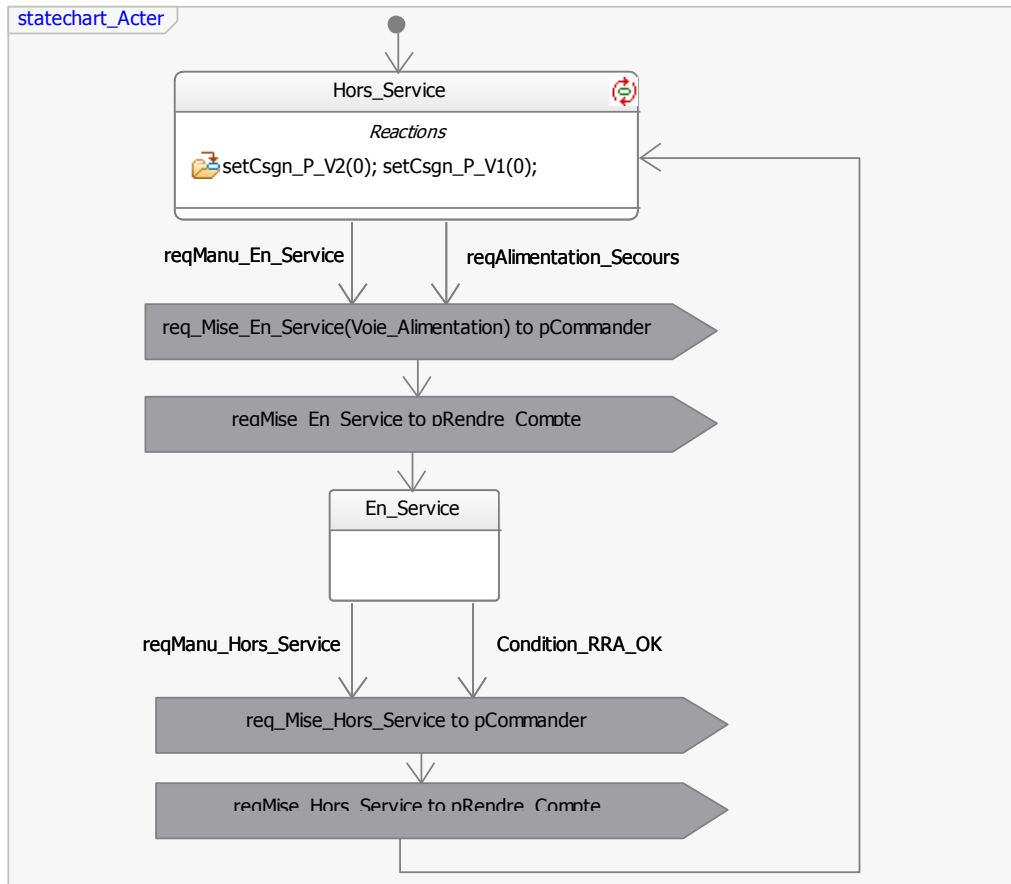 statechart_Acter
Hors_Service
Reactions
setCsgn_P_V2(0); setCsgn_P_V1(0);
reqManu_En_Service
reqAlimentation_Secours
req_Mise_En_Service(Voie_Alimentation) to pCommander
reqMise_En_Service to pRendre_Compte
En_Service
reqManu_Hors_Service
Condition_RRA_OK
req_Mise_Hors_Service to pCommander
reqMise_Hors_Service to pRendre_Compte